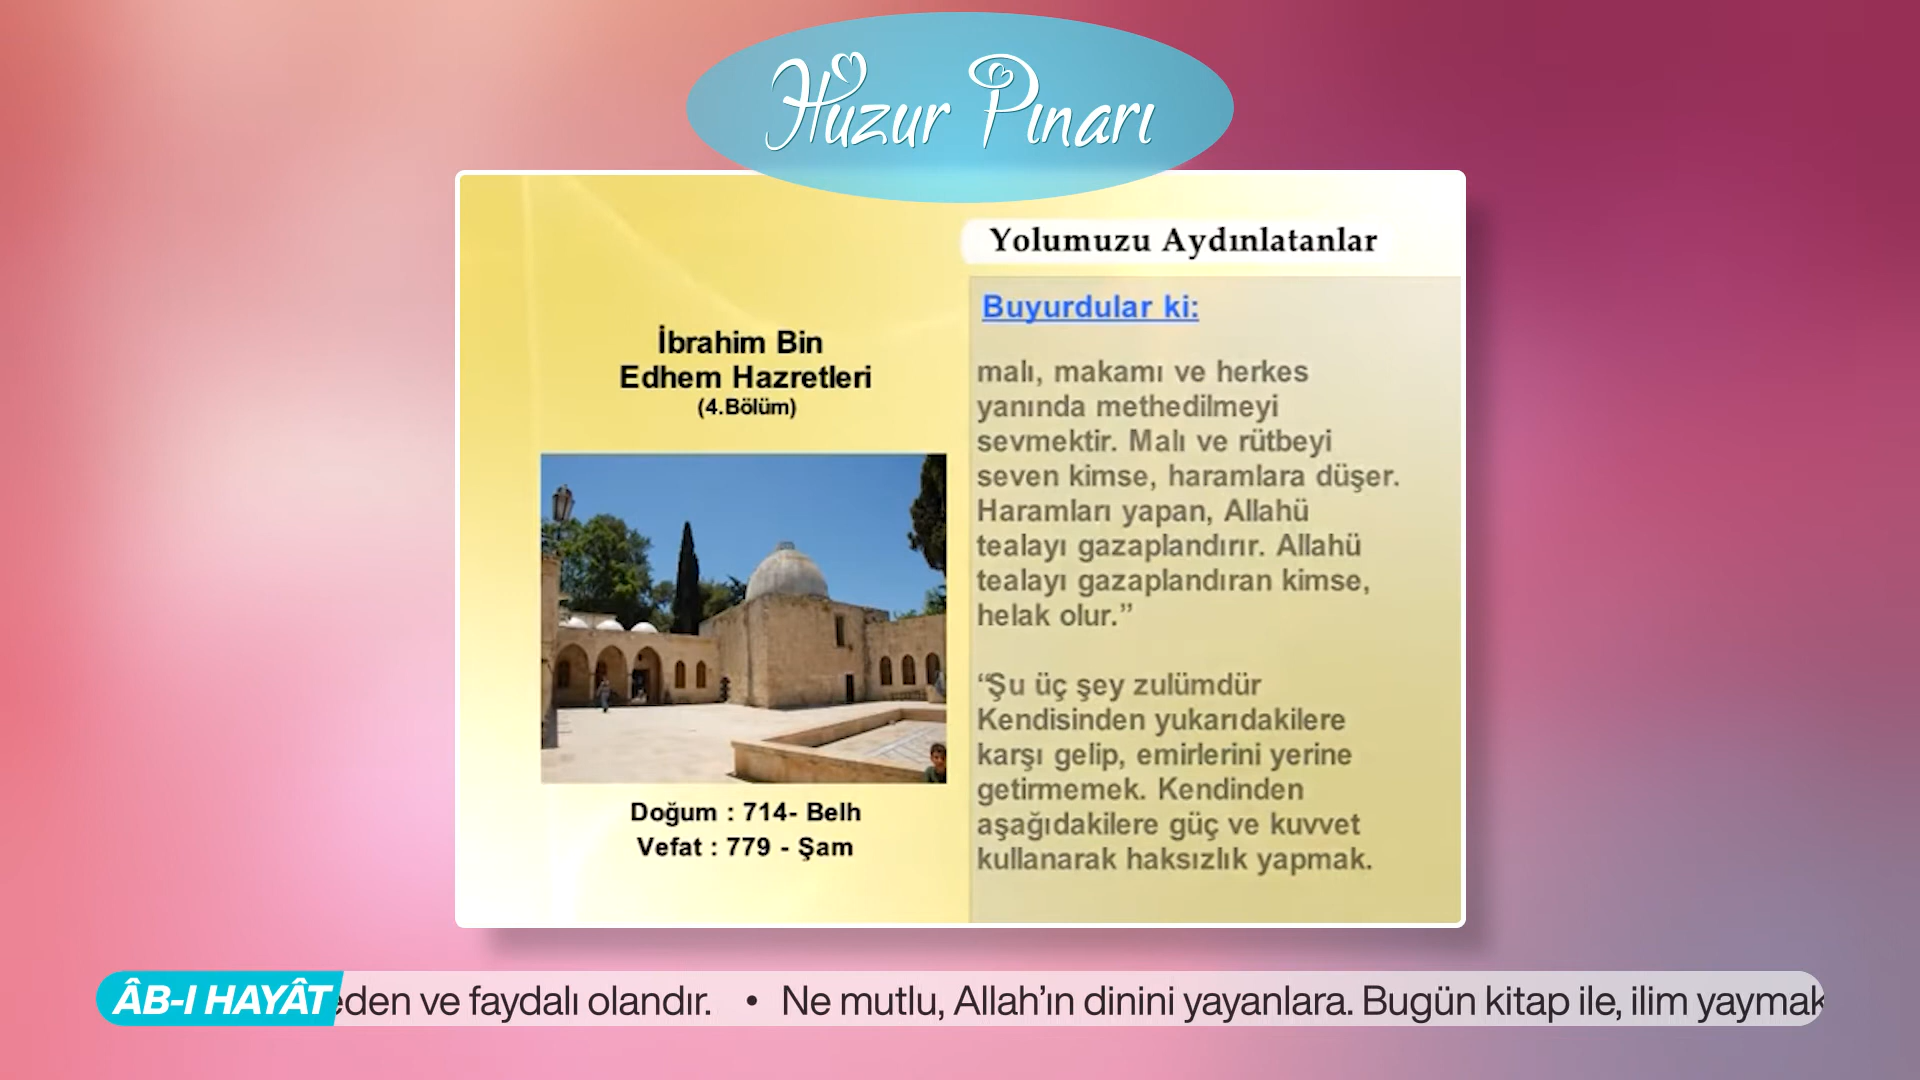 Huzur Pınarı
Yolumuzu Aydınlatanlar
İbrahim Bin
Edhem Hazretleri
(4.Bölüm)
Doğum : 714- Belh
Vefat : 779 - Şam
Buyurdular ki:
malı, makamı ve herkes
yanında methedilmeyi
sevmektir. Malı ve rütbeyi
seven kimse, haramlara düşer.
Haramları yapan, Allahü
tealayı gazaplandırır. Allahü
tealayı gazaplandıran kimse,
helak olur.”
“Şu üç şey zulümdür
Kendisinden yukarıdakilere
karşı gelip, emirlerini yerine
getirmemek. Kendinden
aşağıdakilere güç ve kuvvet
kullanarak haksızlık yapmak.
ÂB-I HAYÂT eden ve faydalı olandır. • Ne mutlu, Allah’ın dinini yayanlara. Bugün kitap ile, ilim yaymak